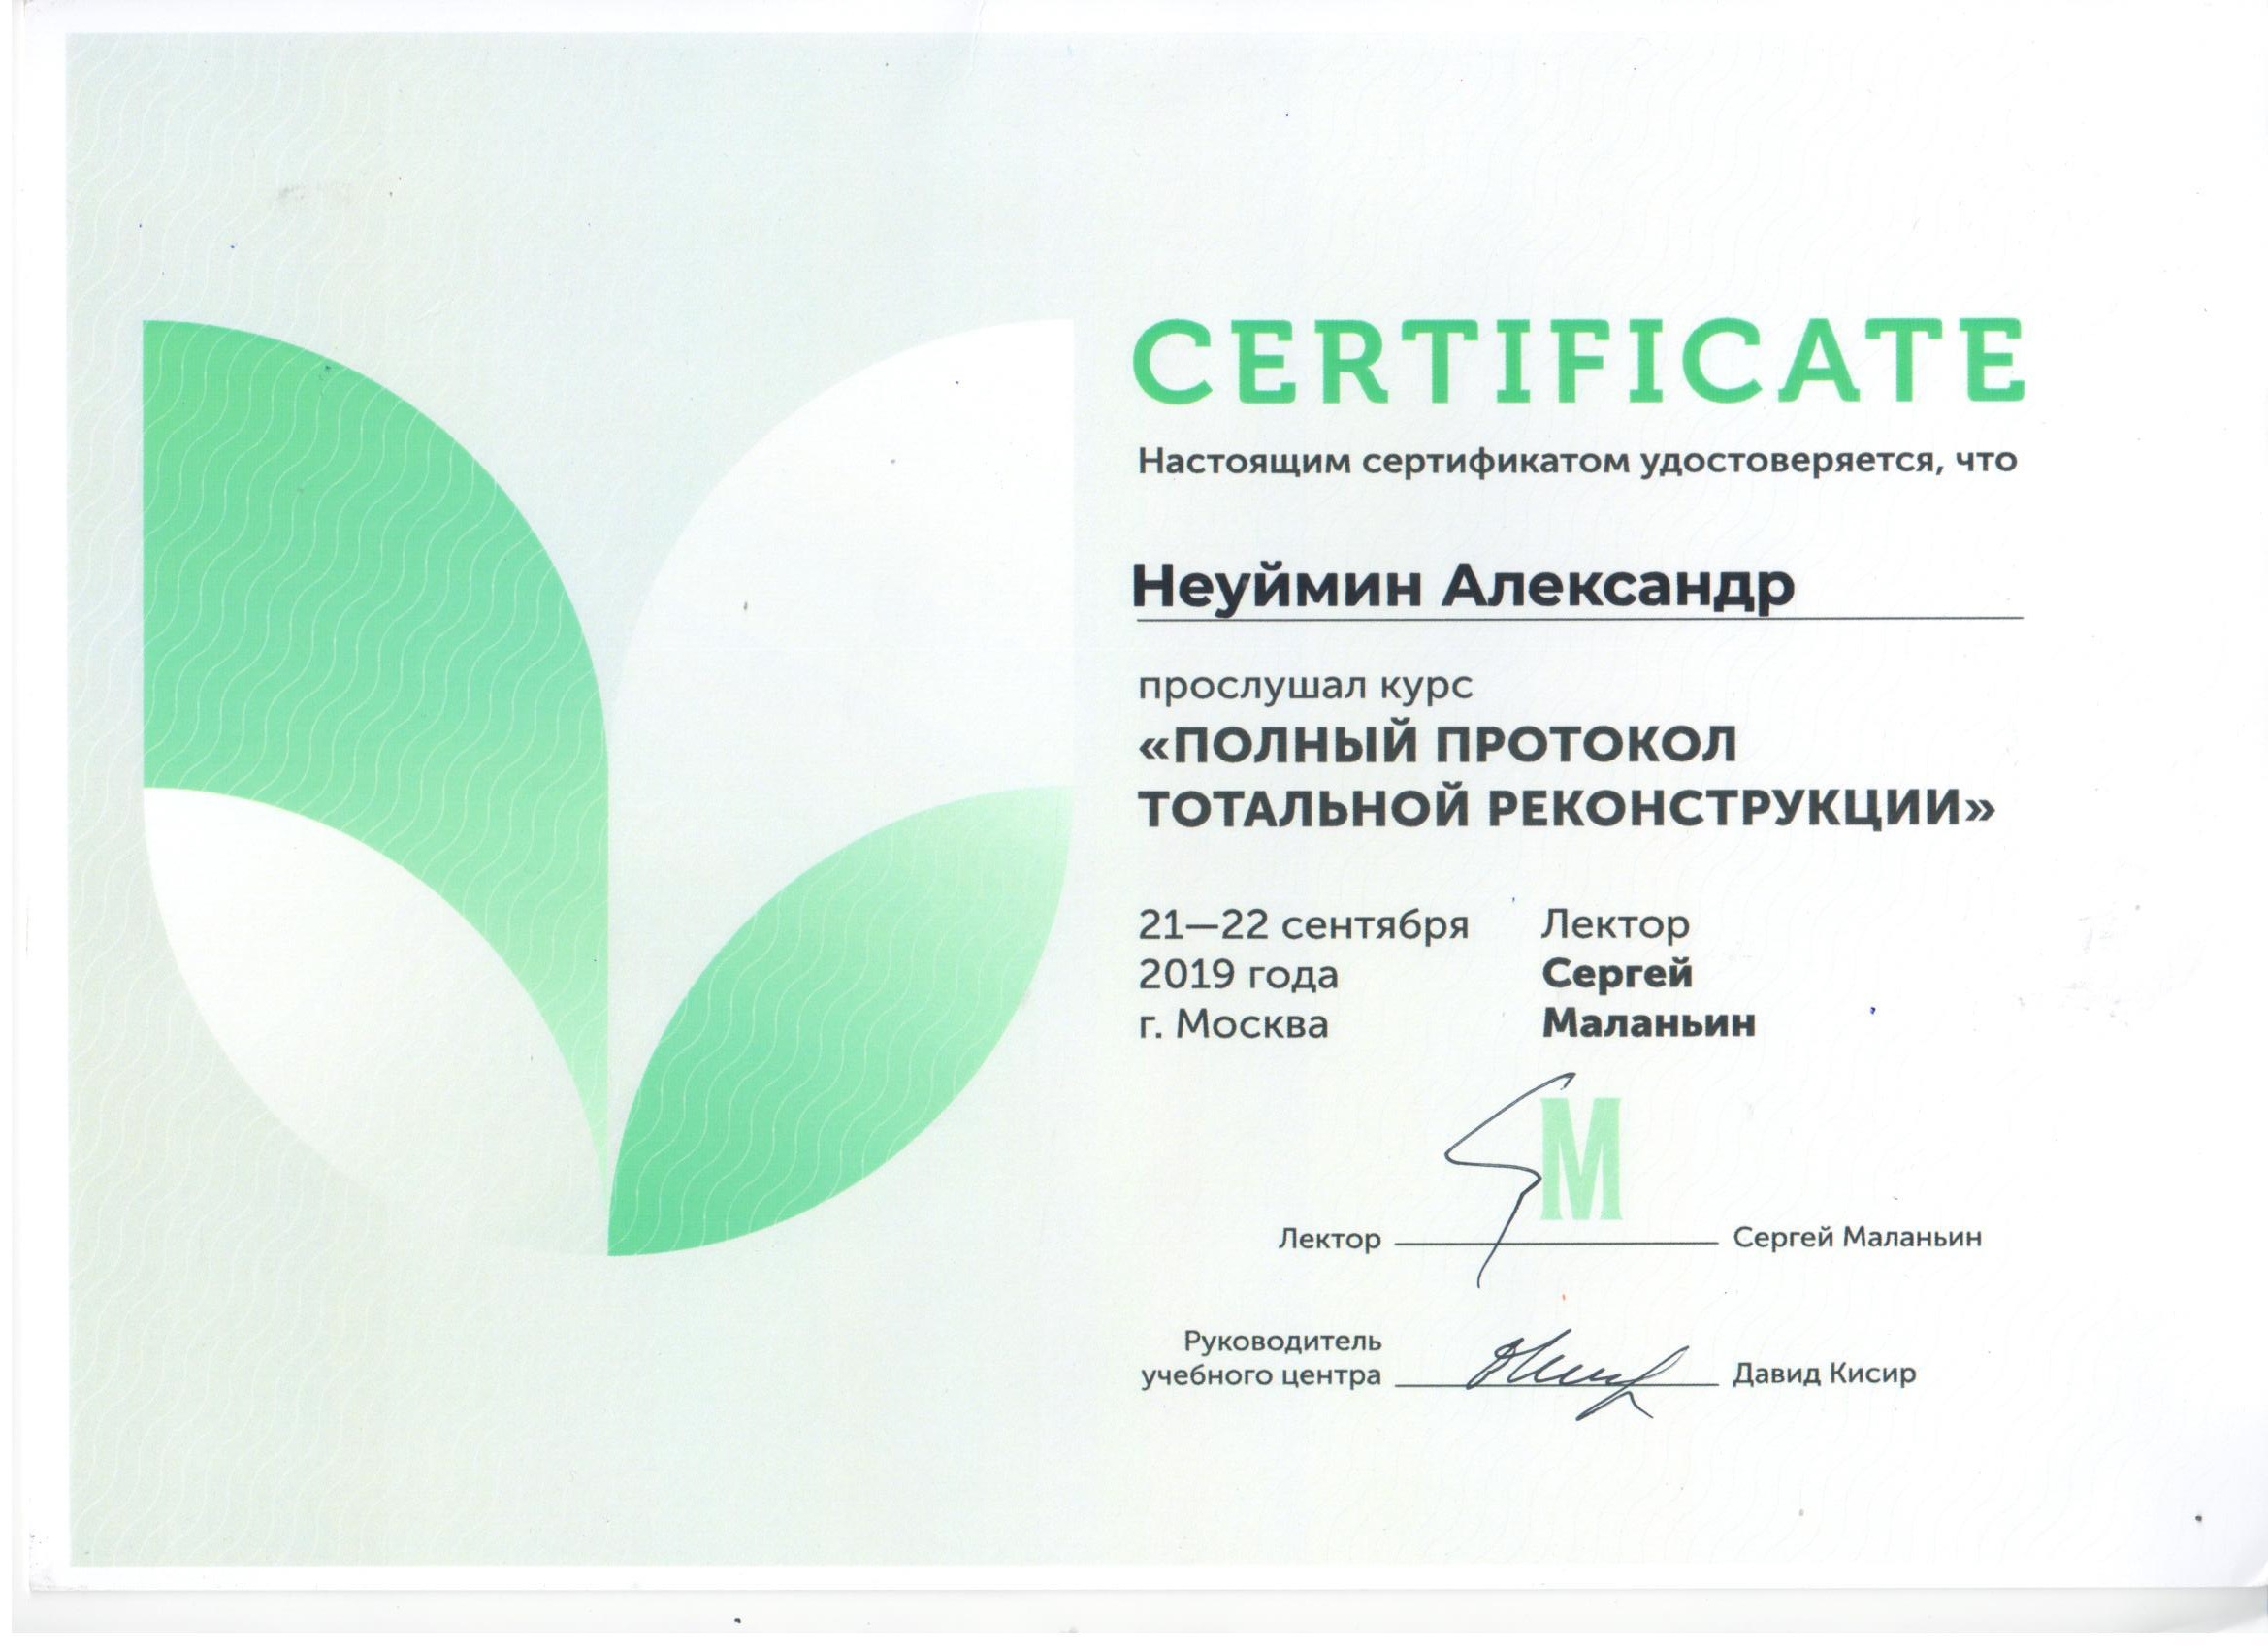 CERTIFICATE
Настоящим сертификатом удостоверяется, что
Неуймин Александр
прослушал курс
«ПОЛНЫЙ ПРОТОКОЛ
ТОТАЛЬНОЙ РЕКОНСТРУКЦИИ»
21—22 сентября
2019 года
г. Москва
Лектор
Сергей
Маланьин
М
Лектор Сергей Маланьин
Руководитель
учебного центра Давид Кисир